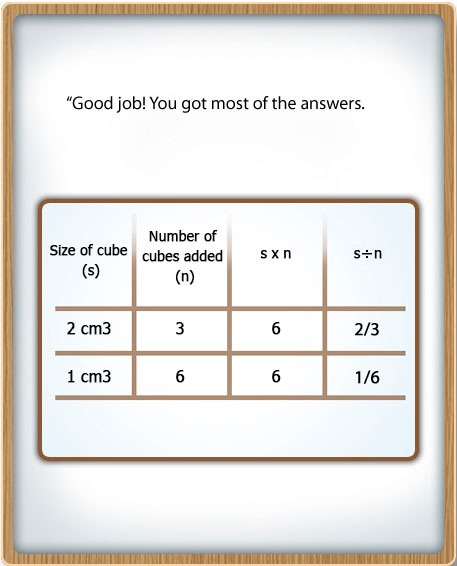 “Good job! You got most of the answers.
Size of cube (s) Number of cubes added (n) s x n s÷n
2 cm3 3 6 2/3
1 cm3 6 6 1/6